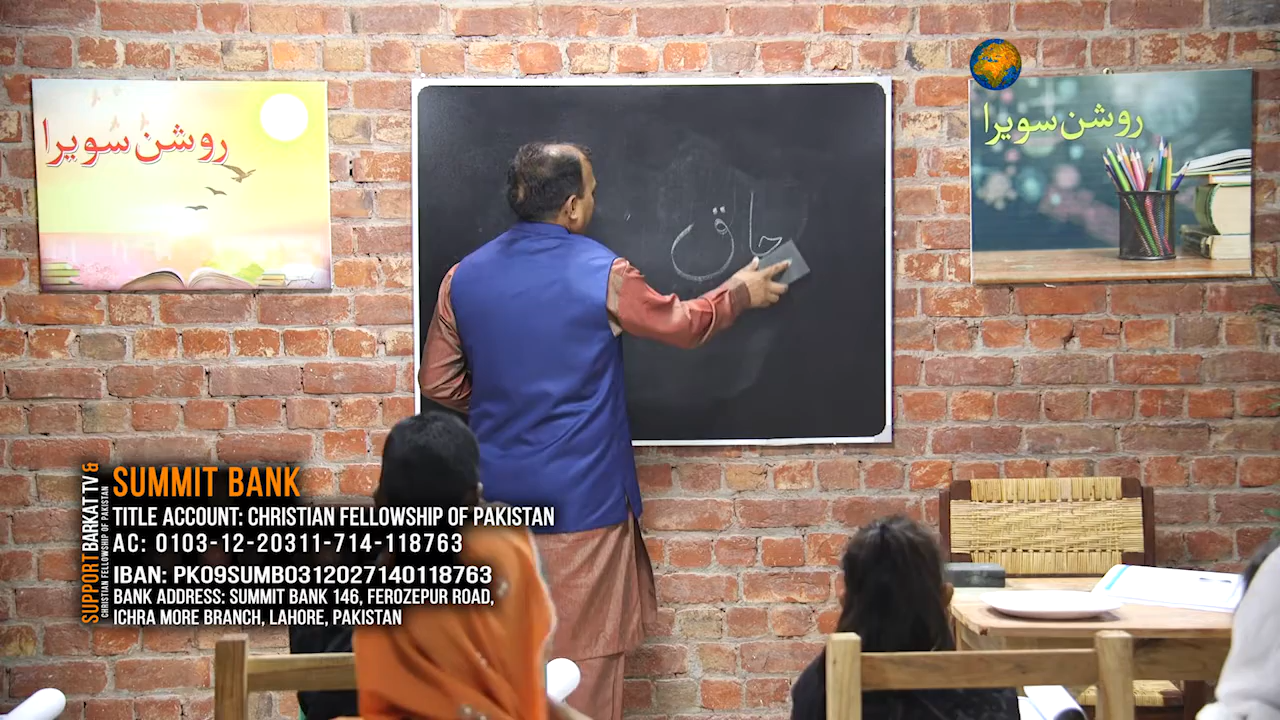 روشن سویرا
حاق
روشن سویرا
SUPPORT BARKAT TV &
CHRISTIAN FELLOWSHIP OF PAKISTAN
SUMMIT BANK
TITLE ACCOUNT: CHRISTIAN FELLOWSHIP OF PAKISTAN
AC: 0103-12-20311-714-118763
IBAN: PK09SUMB0312027140118763
BANK ADDRESS: SUMMIT BANK 146, FEROZEPUR ROAD,
ICHRA MORE BRANCH, LAHORE, PAKISTAN